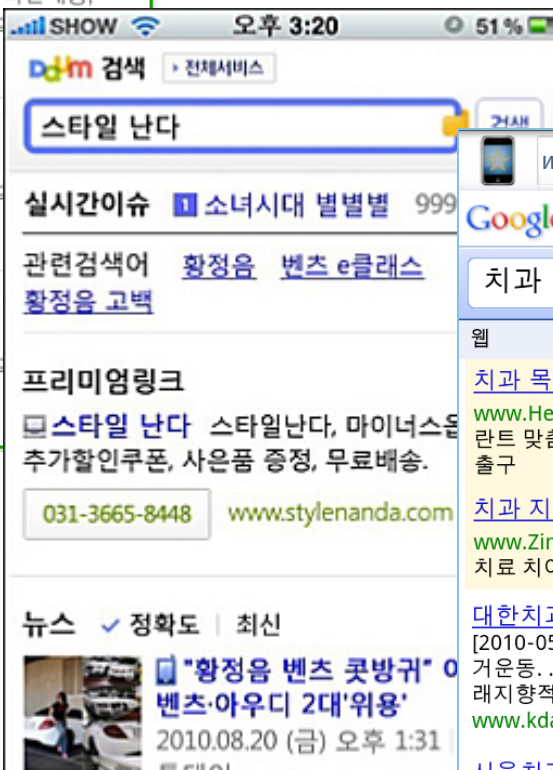 SHOW 오후 3:20 51%
Daum 검색 전체서비스
스타일 난다 검색
실시간이슈 1 소녀시대 별별별 999
관련검색어 황정음 벤츠 e클래스
황정음 고백
프리미엄링크
스타일 난다 스타일난다, 마이너스옵
추가할인쿠폰, 사은품 증정, 무료배송.
031-3665-8448 www.stylenanda.com
뉴스 정확도 최신
"황정음 벤츠 콧방귀" 이
벤츠·아우디 2대'위용'
2010.08.20 (금) 오후 1:31
Google
치과
웹
치과 목
www.He
란트 맞춤
출구
치과 지
www.Zin
치료 치아
대한치과
[2010-05
거운동. .
래지향적
www.kda